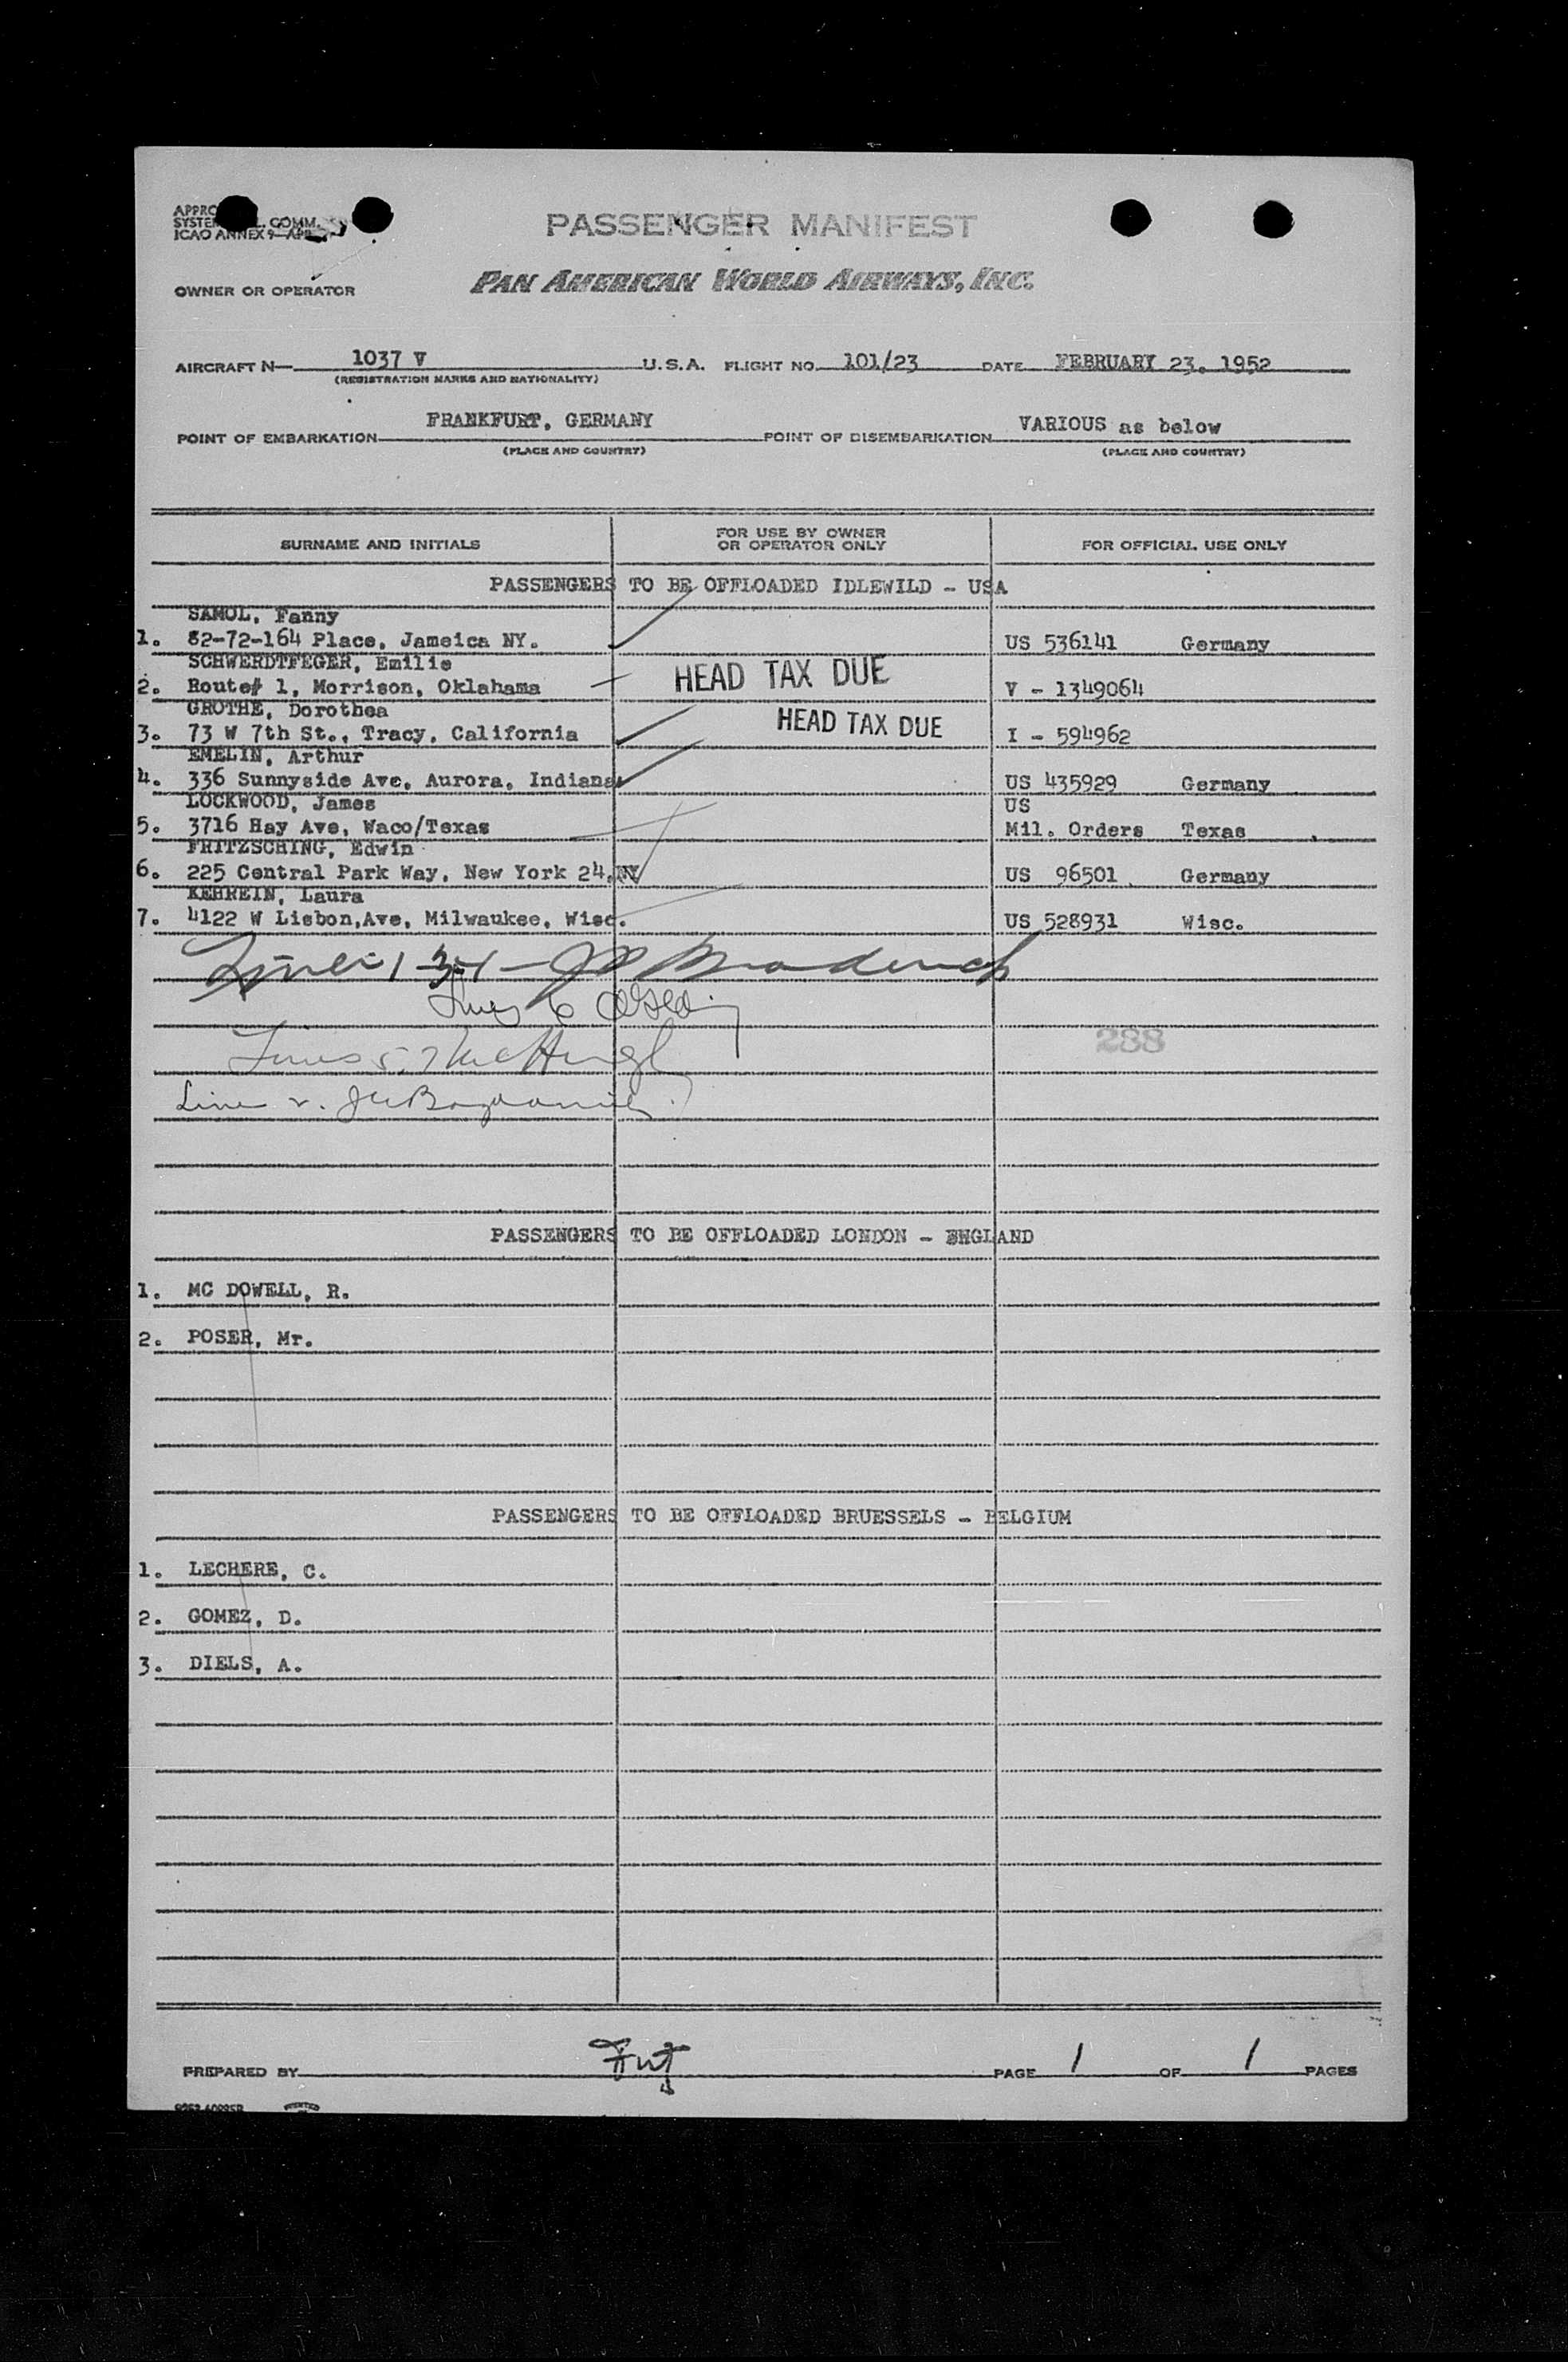 PASSENGER MANIFEST
ICAO ANNEX 9
OWNER OR OPERATOR
PAN AMERICAN WORLD AIRWAYS, INC.
AIRCRAFT N— 1037 V U.S.A. FLIGHT NO. 101/23 DATE FEBRUARY 23. 1952
(REGISTRATION MARKS AND NATIONALITY)
POINT OF EMBARKATION FRANKFURT, GERMANY POINT OF DISEMBARKATION VARIOUS as below
(PLACE AND COUNTRY) (PLACE AND COUNTRY)
SURNAME AND INITIALS FOR USE BY OWNER OR OPERATOR ONLY FOR OFFICIAL USE ONLY
PASSENGERS TO BE OFFLOADED IDLEWILD - USA
SAMOL, Fanny
1. 82-72-164 Place, Jameica NY. US 536141 Germany
SCHWERDTFEGER, Emilie
2. Route# 1, Morrison, Oklahama HEAD TAX DUE V - 1349064
GROTHE, Dorothea
3. 73 W 7th St., Tracy, California HEAD TAX DUE I - 594962
EMELIN, Arthur
4. 336 Sunnyside Ave, Aurora, Indiana US 435929 Germany
LOCKWOOD, James US
5. 3716 Hay Ave, Waco/Texas Mil. Orders Texas
FRITZSCHING, Edwin
6. 225 Central Park Way, New York 24, NY US 96501 Germany
KEHREIN, Laura
7. 4122 W Lisbon,Ave, Milwaukee, Wisc. US 528931 Wisc.
288
PASSENGERS TO BE OFFLOADED LONDON - ENGLAND
1. MC DOWELL, R.
2. POSER, Mr.
PASSENGERS TO BE OFFLOADED BRUESSELS - BELGIUM
1. LECHERE, C.
2. GOMEZ, D.
3. DIELS, A.
PREPARED BY PAGE 1 OF 1 PAGES